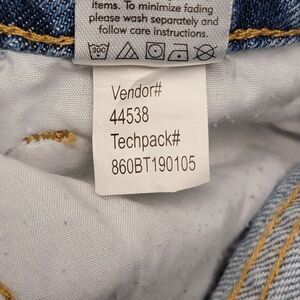 items. To minimize fading
please wash separately and
follow care instructions.
Vendor#
44538
Techpack#
860BT190105